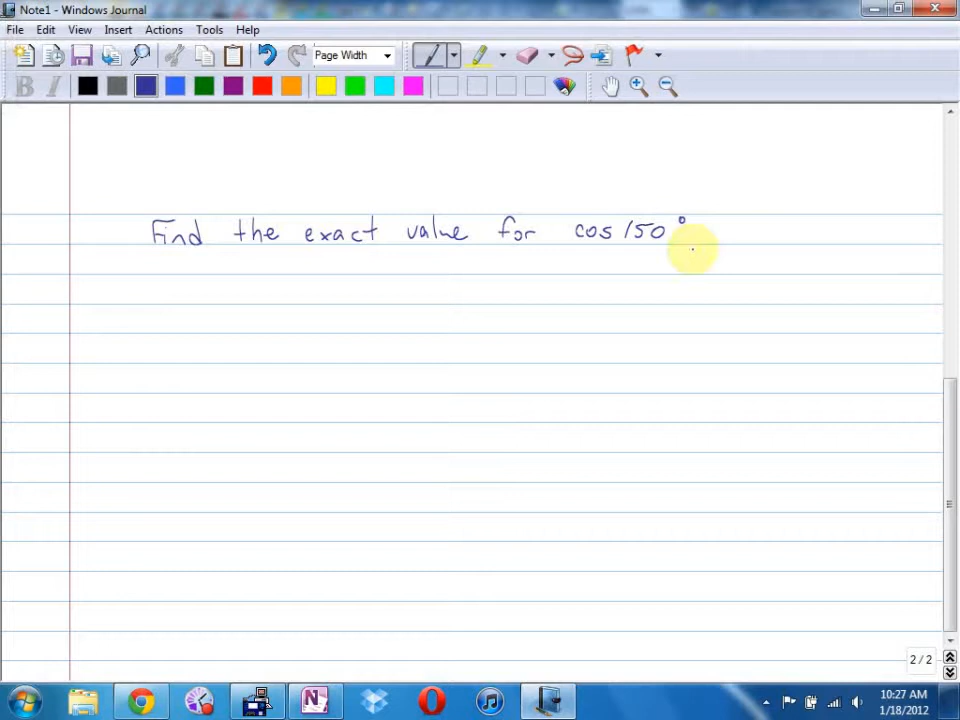 Note1 - Windows Journal
File Edit View Insert Actions Tools Help
Page Width
B I
Find the exact value for cos 150°
2 / 2
N
10:27 AM
1/18/2012